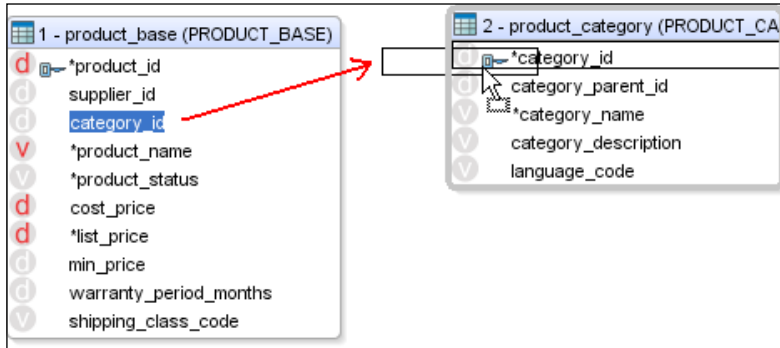 1 - product_base (PRODUCT_BASE)
d *product_id
d supplier_id
d category_id
v *product_name
v *product_status
d cost_price
d *list_price
d min_price
d warranty_period_months
v shipping_class_code
2 - product_category (PRODUCT_CA
d *category_id
d category_parent_id
v *category_name
v category_description
v language_code